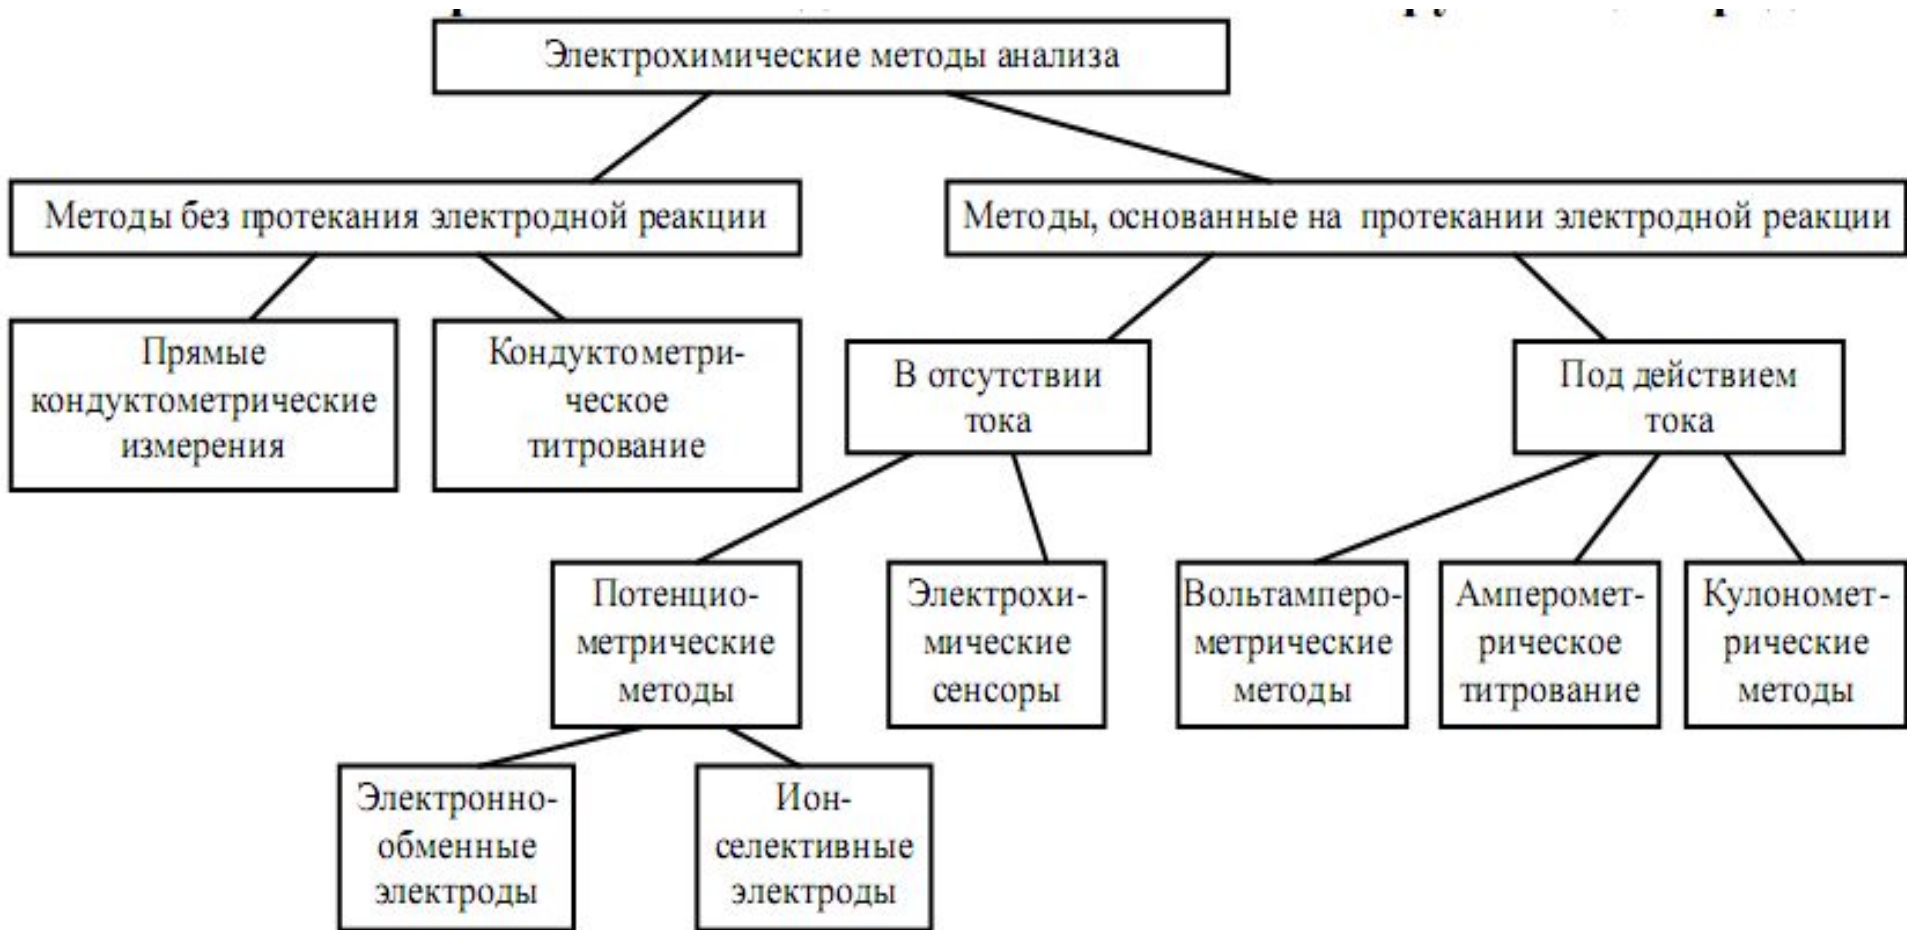 Электрохимические методы анализа
Методы без протекания электродной реакции
Методы, основанные на протекании электродной реакции
Прямые
кондуктометрические
измерения
Кондуктометри-
ческое
титрование
В отсутствии
тока
Под действием
тока
Потенцио-
метрические
методы
Электрохи-
мические
сенсоры
Вольтамперо-
метрические
методы
Амперомет-
рическое
титрование
Кулономет-
рические
методы
Электронно-
обменные
электроды
Ион-
селективные
электроды